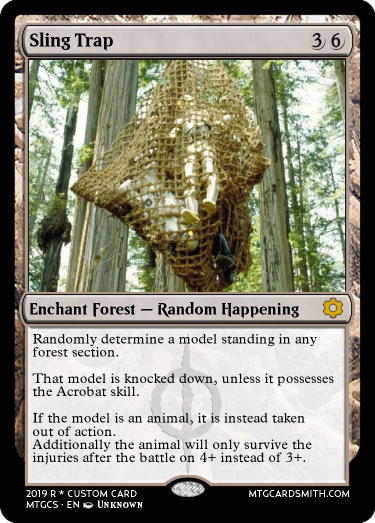 Sling Trap 3 6
Enchant Forest — Random Happening
Randomly determine a model standing in any
forest section.
That model is knocked down, unless it possesses
the Acrobat skill.
If the model is an animal, it is instead taken
out of action.
Additionally the animal will only survive the
injuries after the battle on 4+ instead of 3+.
2019 R * CUSTOM CARD
MTGCS · EN Unknown
MTGCARDSMITH.COM